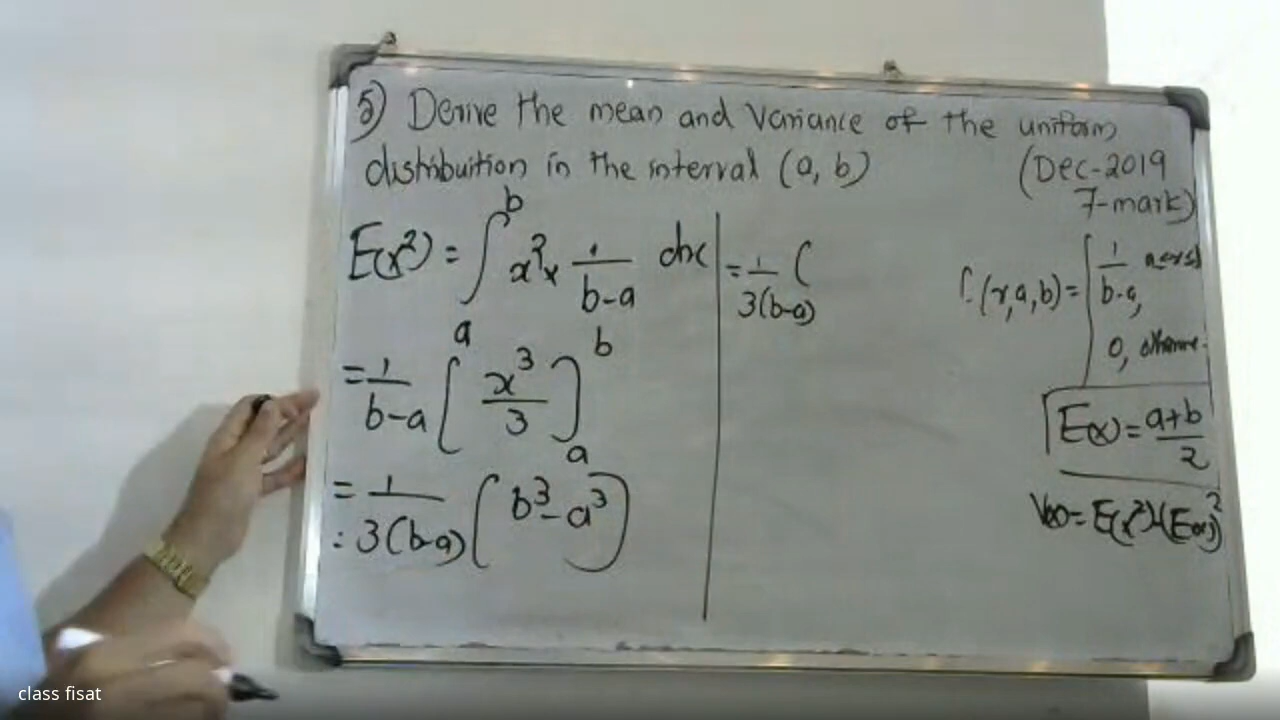 5) Derive the mean and Variance of the uniform
distribuition in the interval (a, b) (Dec-2019
7-mark)
E(x²) = ∫ₐᵇ x² × 1/(b-a) dx
= 1/(b-a) [x³/3]ₐᵇ
= 1/3(b-a) (b³-a³)
= 1/3(b-a) (
f(x,a,b) = { 1/(b-a),
0,
E(x) = (a+b)/2
V(x) = E(x²)-(E(x))²
class fisat